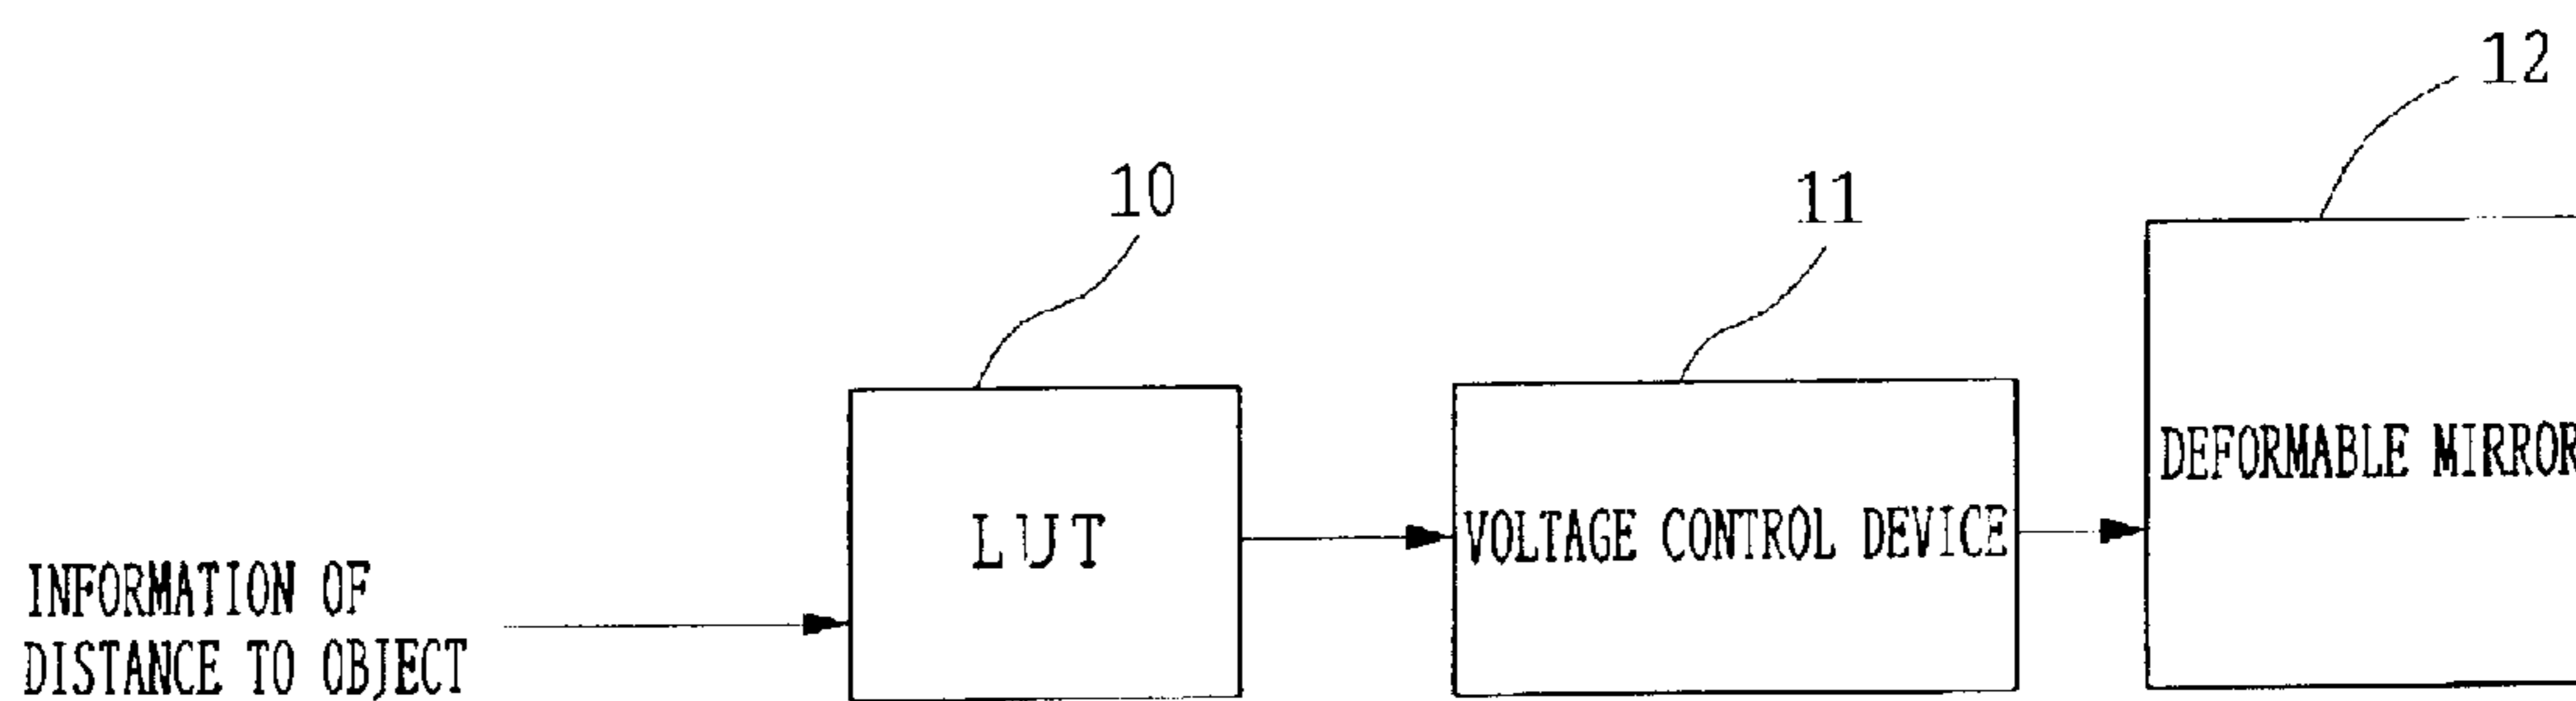 12
10
11
DEFORMABLE MIRROR
LUT
VOLTAGE CONTROL DEVICE
INFORMATION OF
DISTANCE TO OBJECT